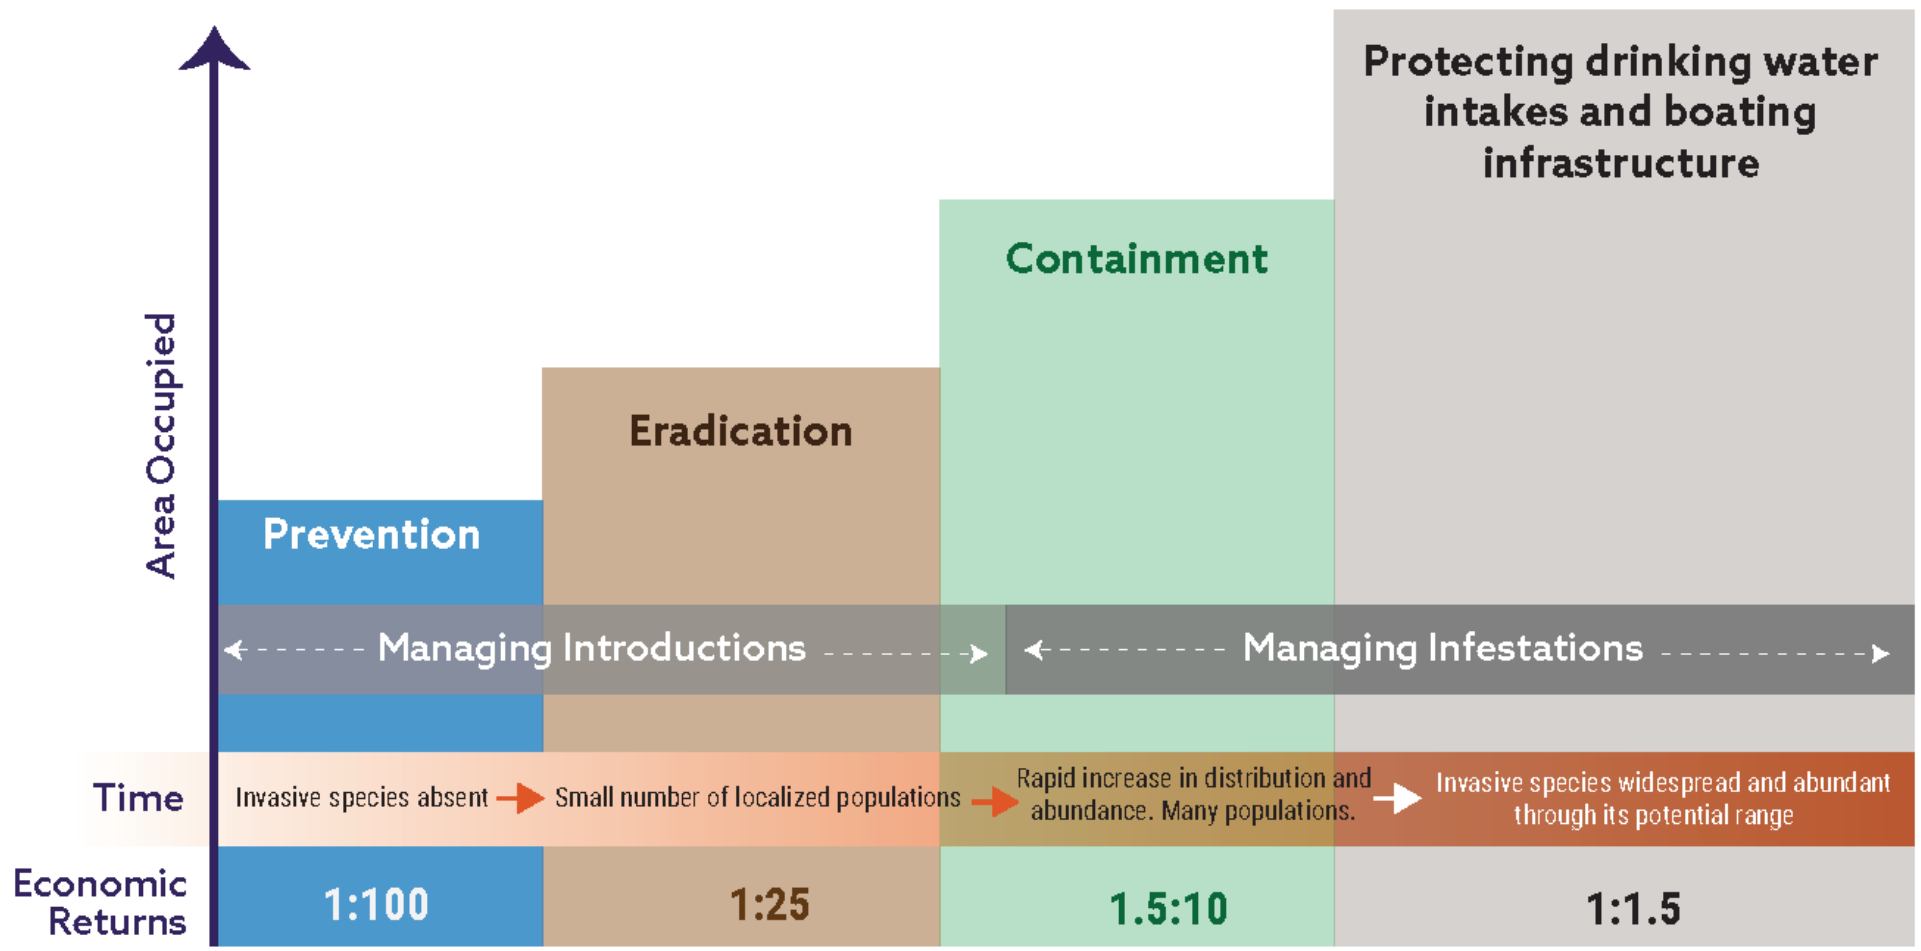 Protecting drinking water
intakes and boating
infrastructure
Containment
Eradication
Prevention
Area Occupied
Managing Introductions
Managing Infestations
Time
Invasive species absent
Small number of localized populations
Rapid increase in distribution and
abundance. Many populations.
Invasive species widespread and abundant
through its potential range
Economic
Returns
1:100
1:25
1.5:10
1:1.5